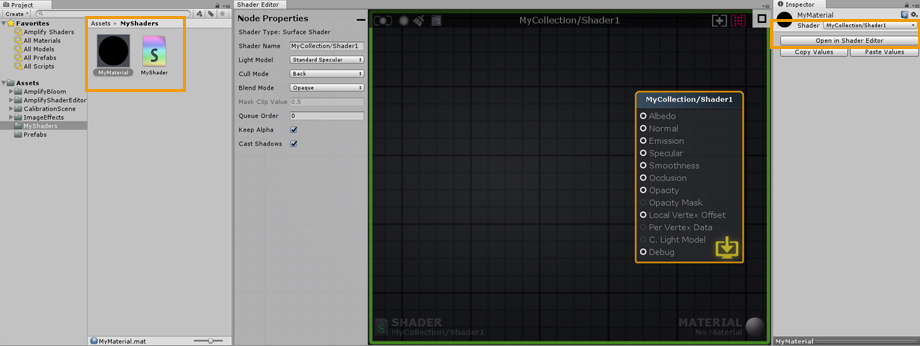 Project
Create
Favorites
Amplify Shaders
All Materials
All Models
All Prefabs
All Scripts
Assets
AmplifyBloom
AmplifyShaderEditor
CalibrationScene
ImageEffects
MyShaders
Prefabs
Assets MyShaders
MyMaterial
S
MyShader
MyMaterial.mat
Shader Editor
Node Properties
Shader Type: Surface Shader
Shader Name MyCollection/Shader1
Light Model Standard Specular
Cull Mode Back
Blend Mode Opaque
Mask Clip Value 0.5
Queue Order 0
Keep Alpha
Cast Shadows
MyCollection/Shader1
MyCollection/Shader1
Albedo
Normal
Emission
Specular
Smoothness
Occlusion
Opacity
Opacity Mask
Local Vertex Offset
Per Vertex Data
C. Light Model
Debug
S
SHADER
MyCollection/Shader1
MATERIAL
No Material
Inspector
MyMaterial
Shader MyCollection/Shader1
Open in Shader Editor
Copy Values Paste Values
MyMaterial